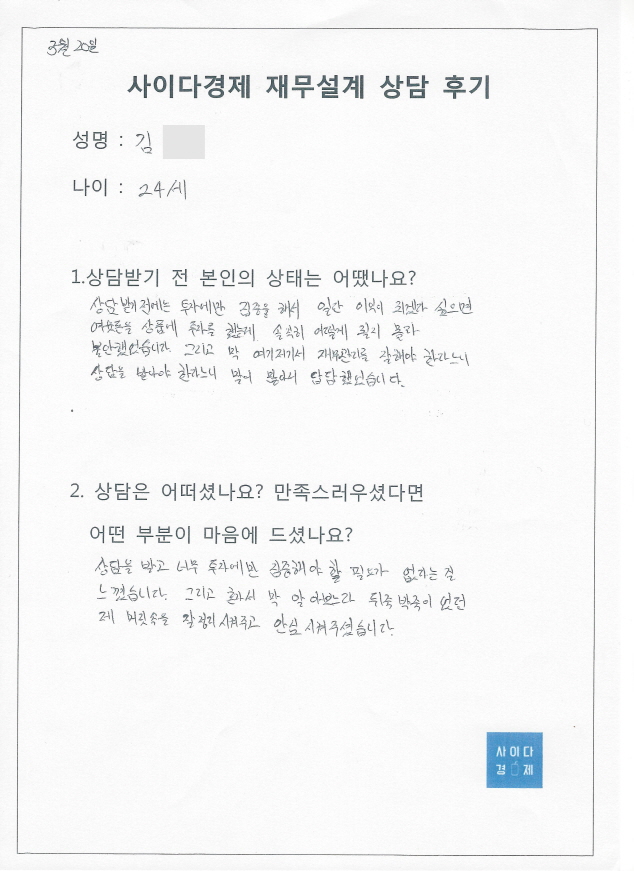 3월 20일
사이다경제 재무설계 상담 후기
성명 : 김
나이 : 24세
1.상담받기 전 본인의 상태는 어땠나요?
상담받기 전에는 투자에만 집중을 해서 일단 이익이 되겠다 싶으면
여유돈을 상품에 투자를 했는데 솔직히 어떻게 될지 몰라
불안했었습니다. 그리고 막 여기저기서 재무관리를 잘해야 한다느니
상담을 받아야 한다느니 말이 많아서 답답했었습니다.
2. 상담은 어떠셨나요? 만족스러우셨다면
어떤 부분이 마음에 드셨나요?
상담을 받고 너무 투자에만 집중해야 할 필요가 없다는 걸
느꼈습니다. 그리고 혼자서 막 알아보느라 뒤죽박죽이 었던
제 머릿속을 잘 정리시켜주고 안심시켜주셨습니다.
사이다
경제